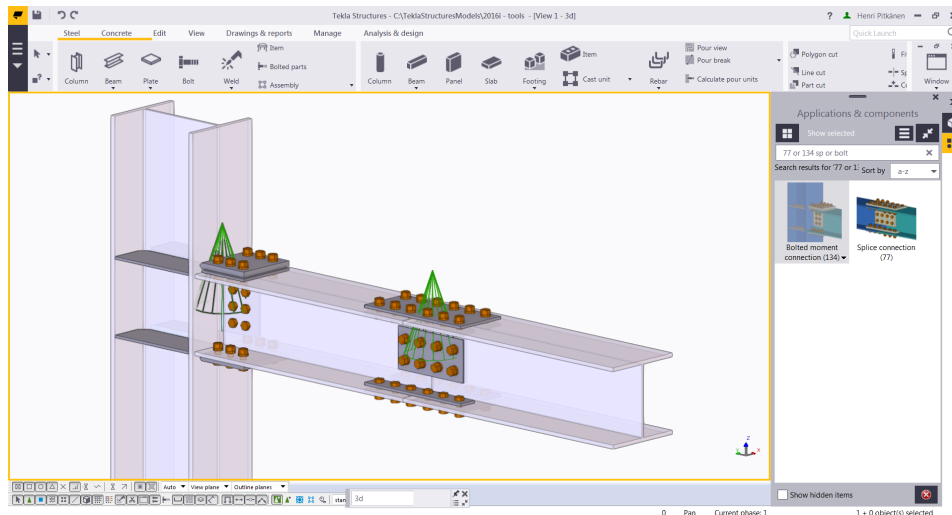 Tekla Structures - C:\TeklaStructuresModels\2016i - tools - [View 1 - 3d]
? Henri Pitkänen
Steel Concrete Edit View Drawings & reports Manage Analysis & design
Quick Launch
Column Beam Plate Bolt Weld
Item
Bolted parts
Assembly
Column Beam Panel Slab Footing
Item
Cast unit
Rebar
Pour view
Pour break
Calculate pour units
Polygon cut
Line cut
Part cut
Window
Applications & components
Show selected
77 or 134 sp or bolt
Search results for '77 or 1
Sort by a-z
Bolted moment
connection (134)
Splice connection
(77)
z
x
Auto View plane Outline planes
stan 3d
Show hidden items
0 Pan Current phase: 1 1 + 0 object(s) selected